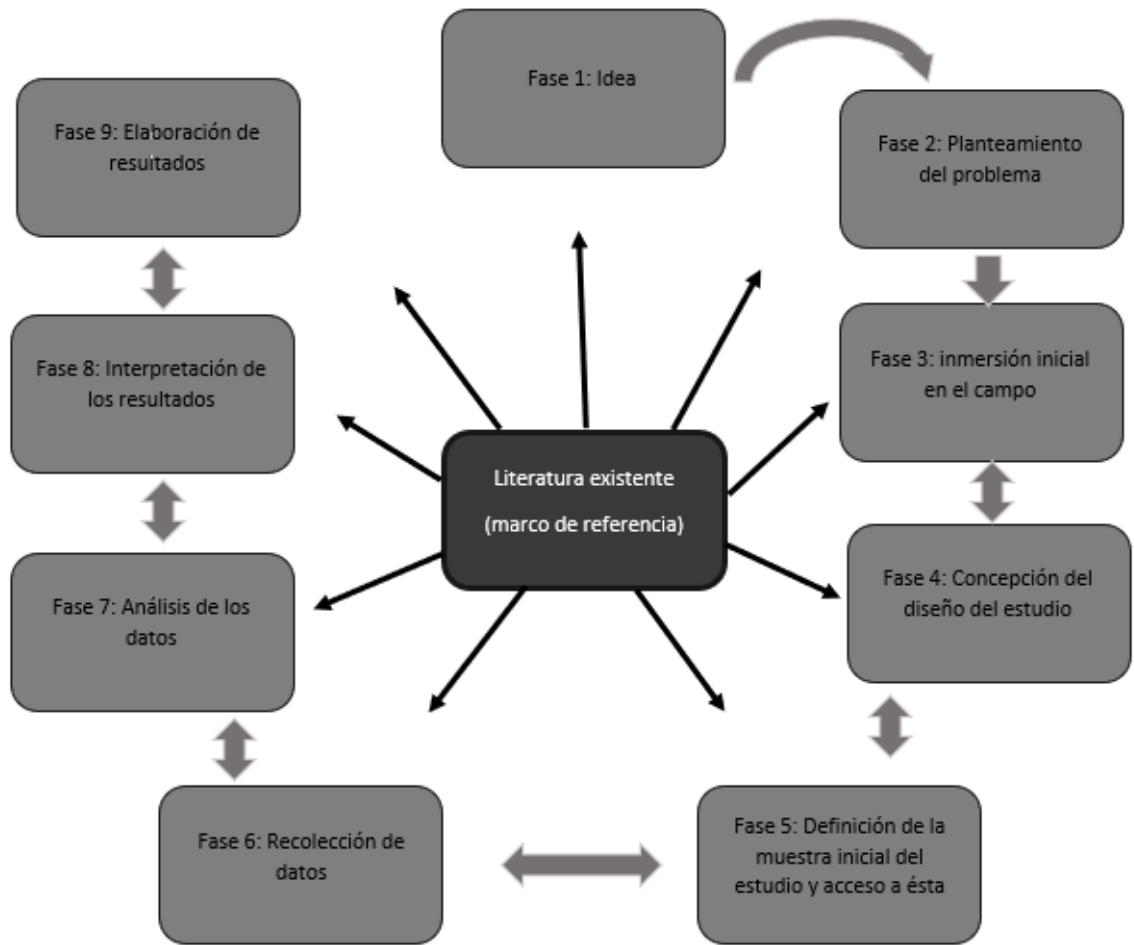 Fase 1: Idea
Fase 2: Planteamiento
del problema
Fase 3: inmersión inicial
en el campo
Fase 4: Concepción del
diseño del estudio
Fase 5: Definición de la
muestra inicial del
estudio y acceso a ésta
Fase 6: Recolección de
datos
Fase 7: Análisis de los
datos
Fase 8: Interpretación de
los resultados
Fase 9: Elaboración de
resultados
Literatura existente
(marco de referencia)